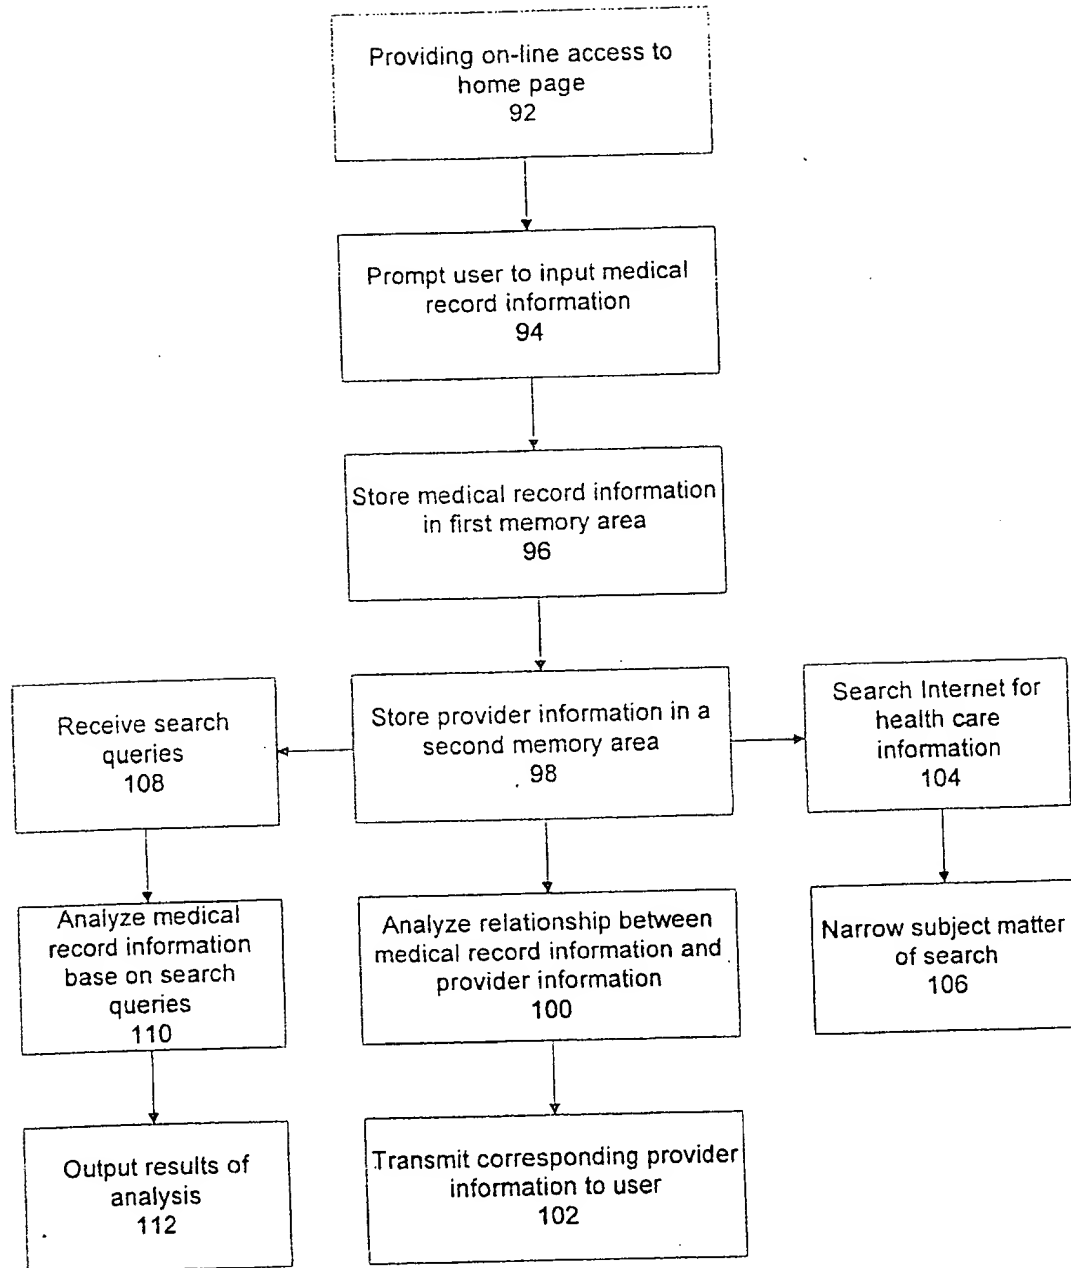 Providing on-line access to
home page
92
Prompt user to input medical
record information
94
Store medical record information
in first memory area
96
Store provider information in a
second memory area
98
Receive search
queries
108
Search Internet for
health care
information
104
Analyze medical
record information
base on search
queries
110
Analyze relationship between
medical record information and
provider information
100
Narrow subject matter
of search
106
Output results of
analysis
112
Transmit corresponding provider
information to user
102